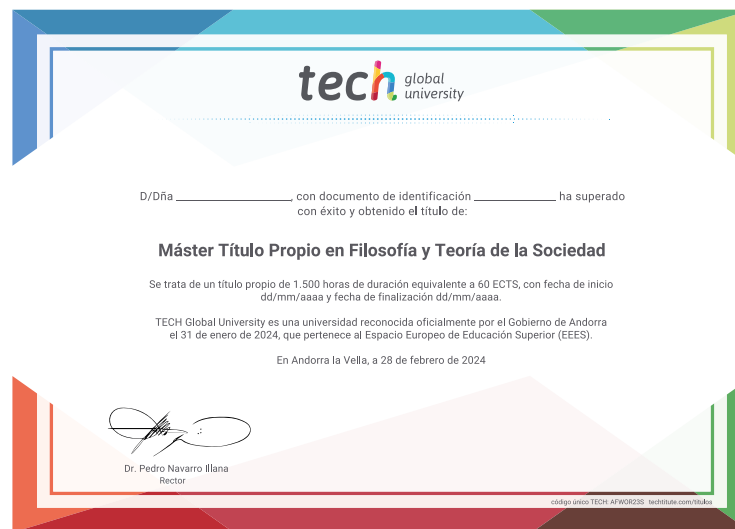 tech global
university
D/Dña ________________, con documento de identificación ____________ ha superado
con éxito y obtenido el título de:
Máster Título Propio en Filosofía y Teoría de la Sociedad
Se trata de un título propio de 1.500 horas de duración equivalente a 60 ECTS, con fecha de inicio
dd/mm/aaaa y fecha de finalización dd/mm/aaaa.
TECH Global University es una universidad reconocida oficialmente por el Gobierno de Andorra
el 31 de enero de 2024, que pertenece al Espacio Europeo de Educación Superior (EEES).
En Andorra la Vella, a 28 de febrero de 2024
Dr. Pedro Navarro Illana
Rector
código único TECH: AFWOR23S techtitute.com/titulos